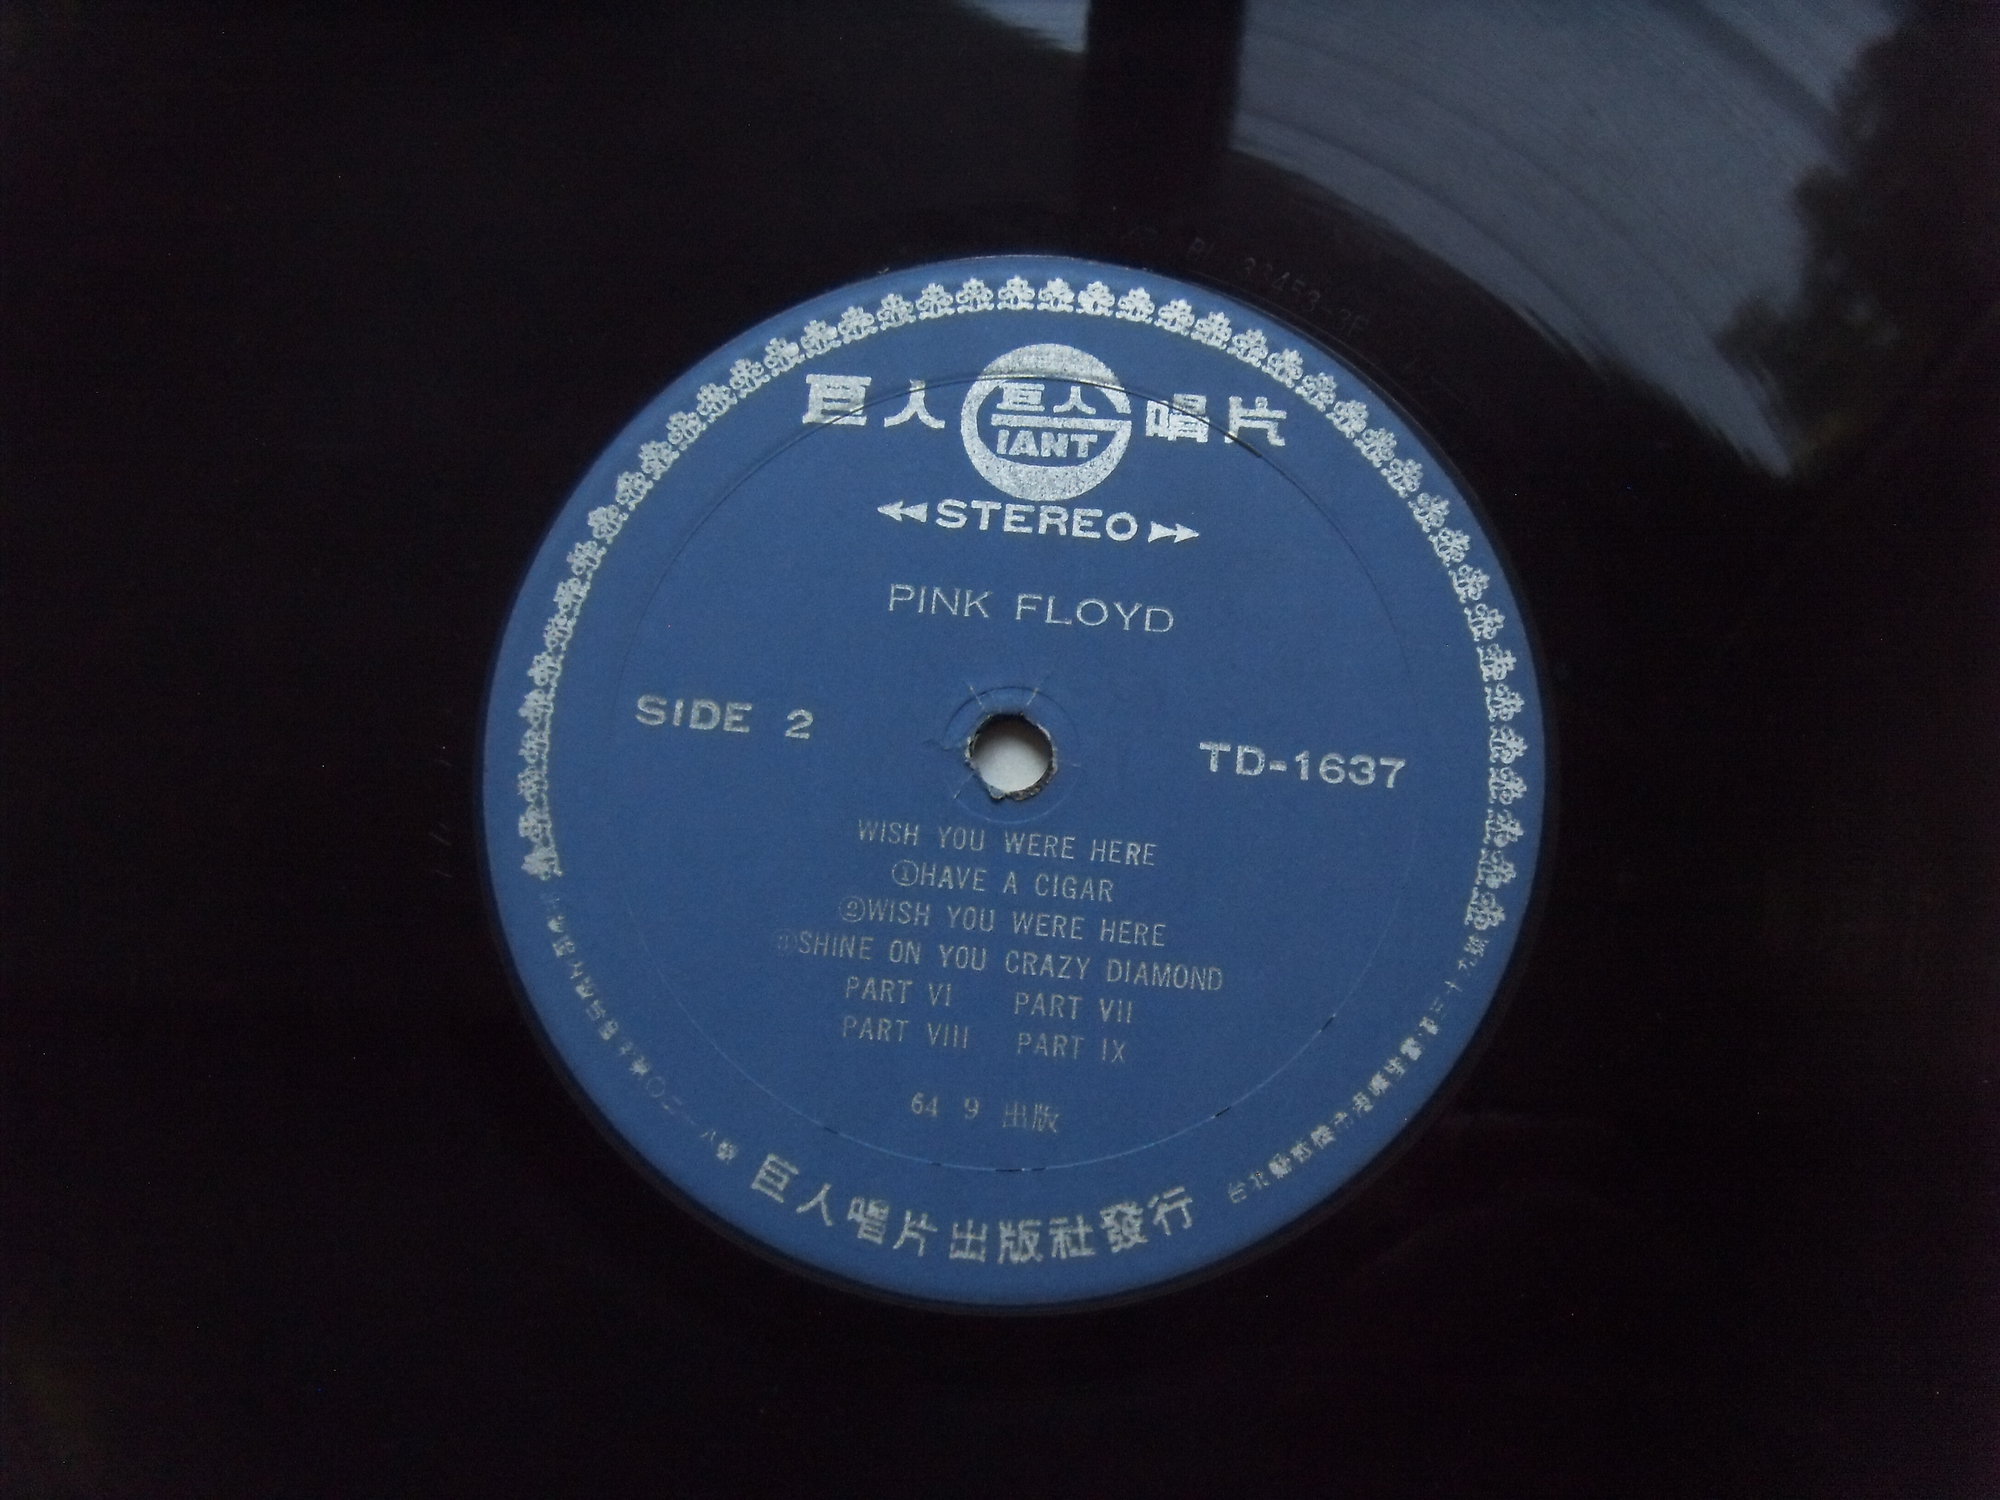 巨人 巨人 GIANT 唱片
STEREO
PINK FLOYD
SIDE 2
TD-1637
WISH YOU WERE HERE
①HAVE A CIGAR
②WISH YOU WERE HERE
③SHINE ON YOU CRAZY DIAMOND
PART VI PART VII
PART VIII PART IX
64 9 出版
巨人唱片出版社發行